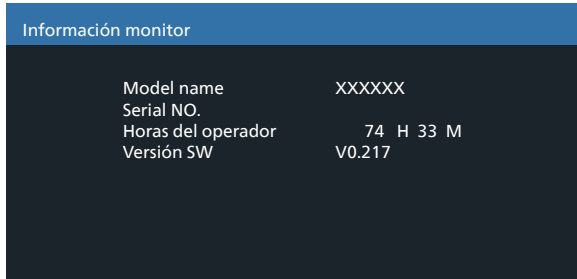 Información monitor
Model name XXXXXX
Serial NO.
Horas del operador 74 H 33 M
Versión SW V0.217